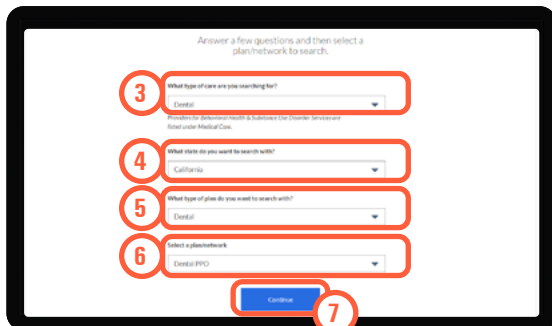 Answer a few questions and then select a
plan/network to search.
3
What type of care are you searching for?
Dental
Providers for Behavioral Health & Substance Use Disorder Services are
listed under Medical Care.
4
What state do you want to search with?
California
5
What type of plan do you want to search with?
Dental
6
Select a plan/network
Dental PPO
Continue
7